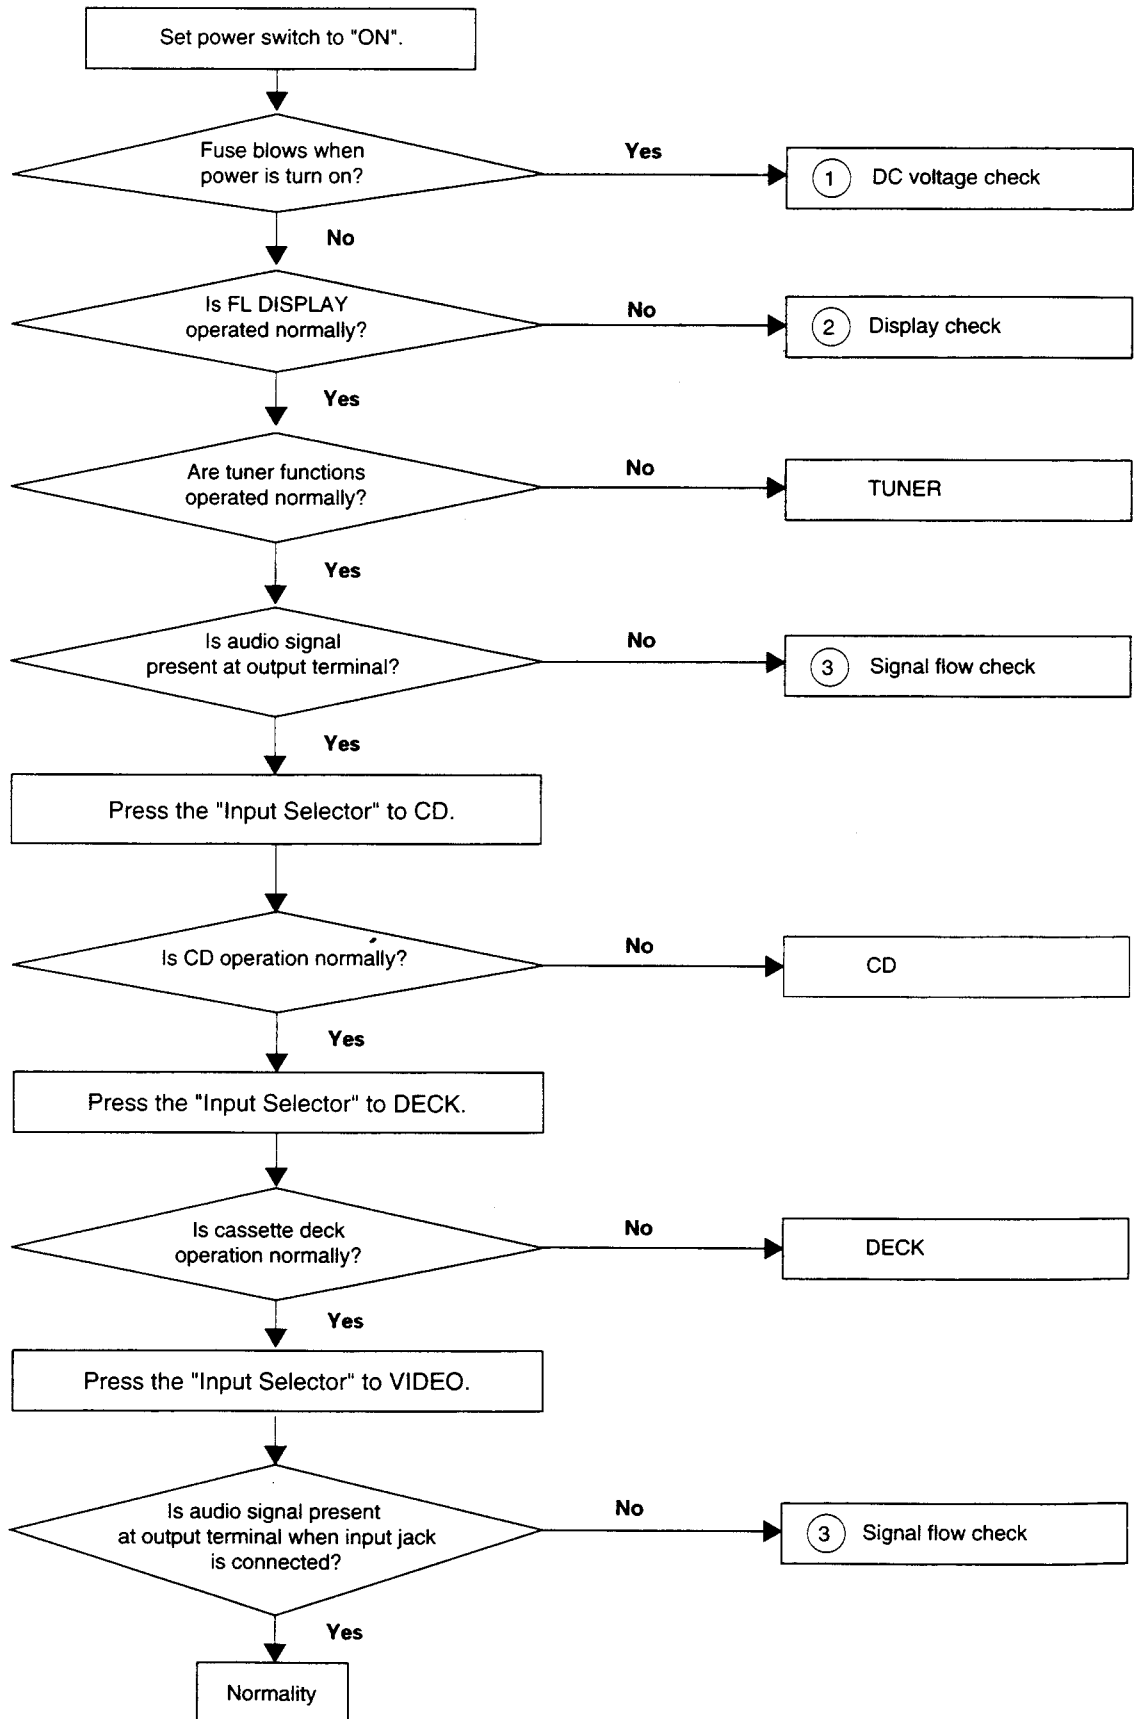 Set power switch to "ON".
Fuse blows when
power is turn on?
Yes
1 DC voltage check
No
Is FL DISPLAY
operated normally?
No
2 Display check
Yes
Are tuner functions
operated normally?
No
TUNER
Yes
Is audio signal
present at output terminal?
No
3 Signal flow check
Yes
Press the "Input Selector" to CD.
Is CD operation normally?
No
CD
Yes
Press the "Input Selector" to DECK.
Is cassette deck
operation normally?
No
DECK
Yes
Press the "Input Selector" to VIDEO.
Is audio signal present
at output terminal when input jack
is connected?
No
3 Signal flow check
Yes
Normality